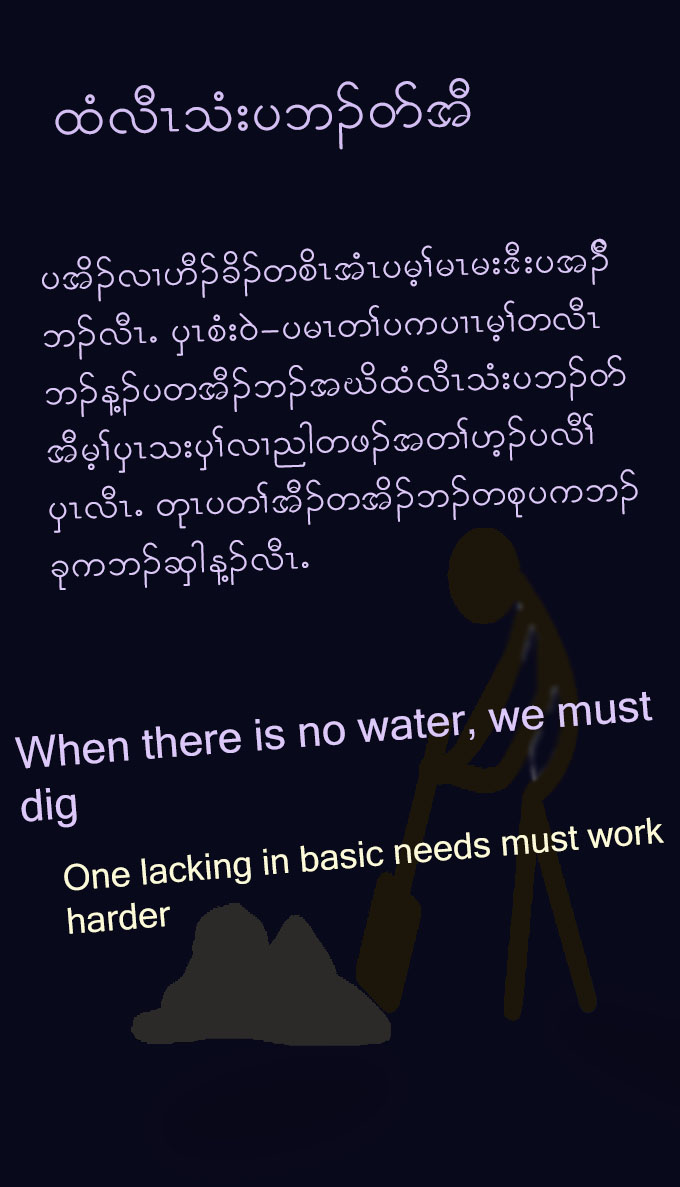 ထံလီၤသံးပဘၣ်တ်အီ
ပအိၣ်လၢဟီၣ်ခိၣ်တစိၤအံၤပမ့ၢ်မၤမးဒီးပအၣ်ီ
ဘၣ်လီၤႉ ပှၤစံးဝဲ–ပမၤတၢ်ပကပၢၤမ့ၢ်တလီၤ
ဘၣ်န့ၣ်ပတအီၣ်ဘၣ်အဃိထံလီၤသံးပဘၣ်တ်
အီမ့ၢ်ပှၤသးပှၢ်လၢညါတဖၣ်အတၢ်ဟ့ၣ်ပလီၢ်
ပှၤလီၤႉ တုၤပတၢ်အီၣ်တအိၣ်ဘၣ်တစုပကဘၣ်
ခုကဘၣ်ဆှါန့ၣ်လီၤႉ
When there is no water, we must
dig
One lacking in basic needs must work
harder